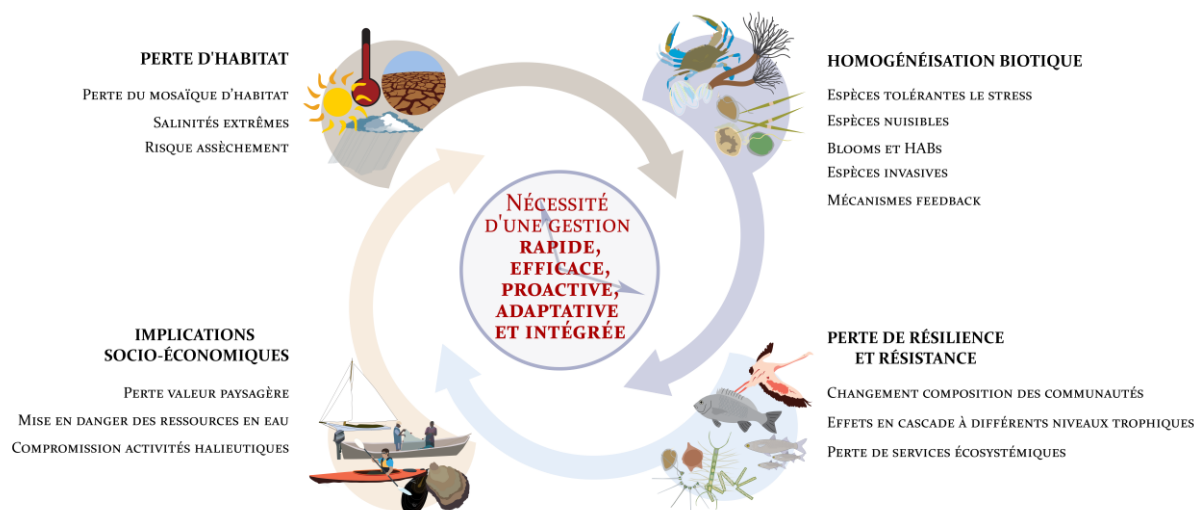 PERTE D'HABITAT
PERTE DU MOSAÏQUE D'HABITAT
SALINITÉS EXTRÊMES
RISQUE ASSÈCHEMENT
HOMOGÉNÉISATION BIOTIQUE
ESPÈCES TOLÉRANTES LE STRESS
ESPÈCES NUISIBLES
BLOOMS ET HABs
ESPÈCES INVASIVES
MÉCANISMES FEEDBACK
NÉCESSITÉ
D'UNE GESTION
RAPIDE,
EFFICACE,
PROACTIVE,
ADAPTATIVE
ET INTÉGRÉE
IMPLICATIONS
SOCIO-ÉCONOMIQUES
PERTE VALEUR PAYSAGÈRE
MISE EN DANGER DES RESSOURCES EN EAU
COMPROMISSION ACTIVITÉS HALIEUTIQUES
PERTE DE RÉSILIENCE
ET RÉSISTANCE
CHANGEMENT COMPOSITION DES COMMUNAUTÉS
EFFETS EN CASCADE À DIFFÉRENTS NIVEAUX TROPHIQUES
PERTE DE SERVICES ÉCOSYSTÉMIQUES